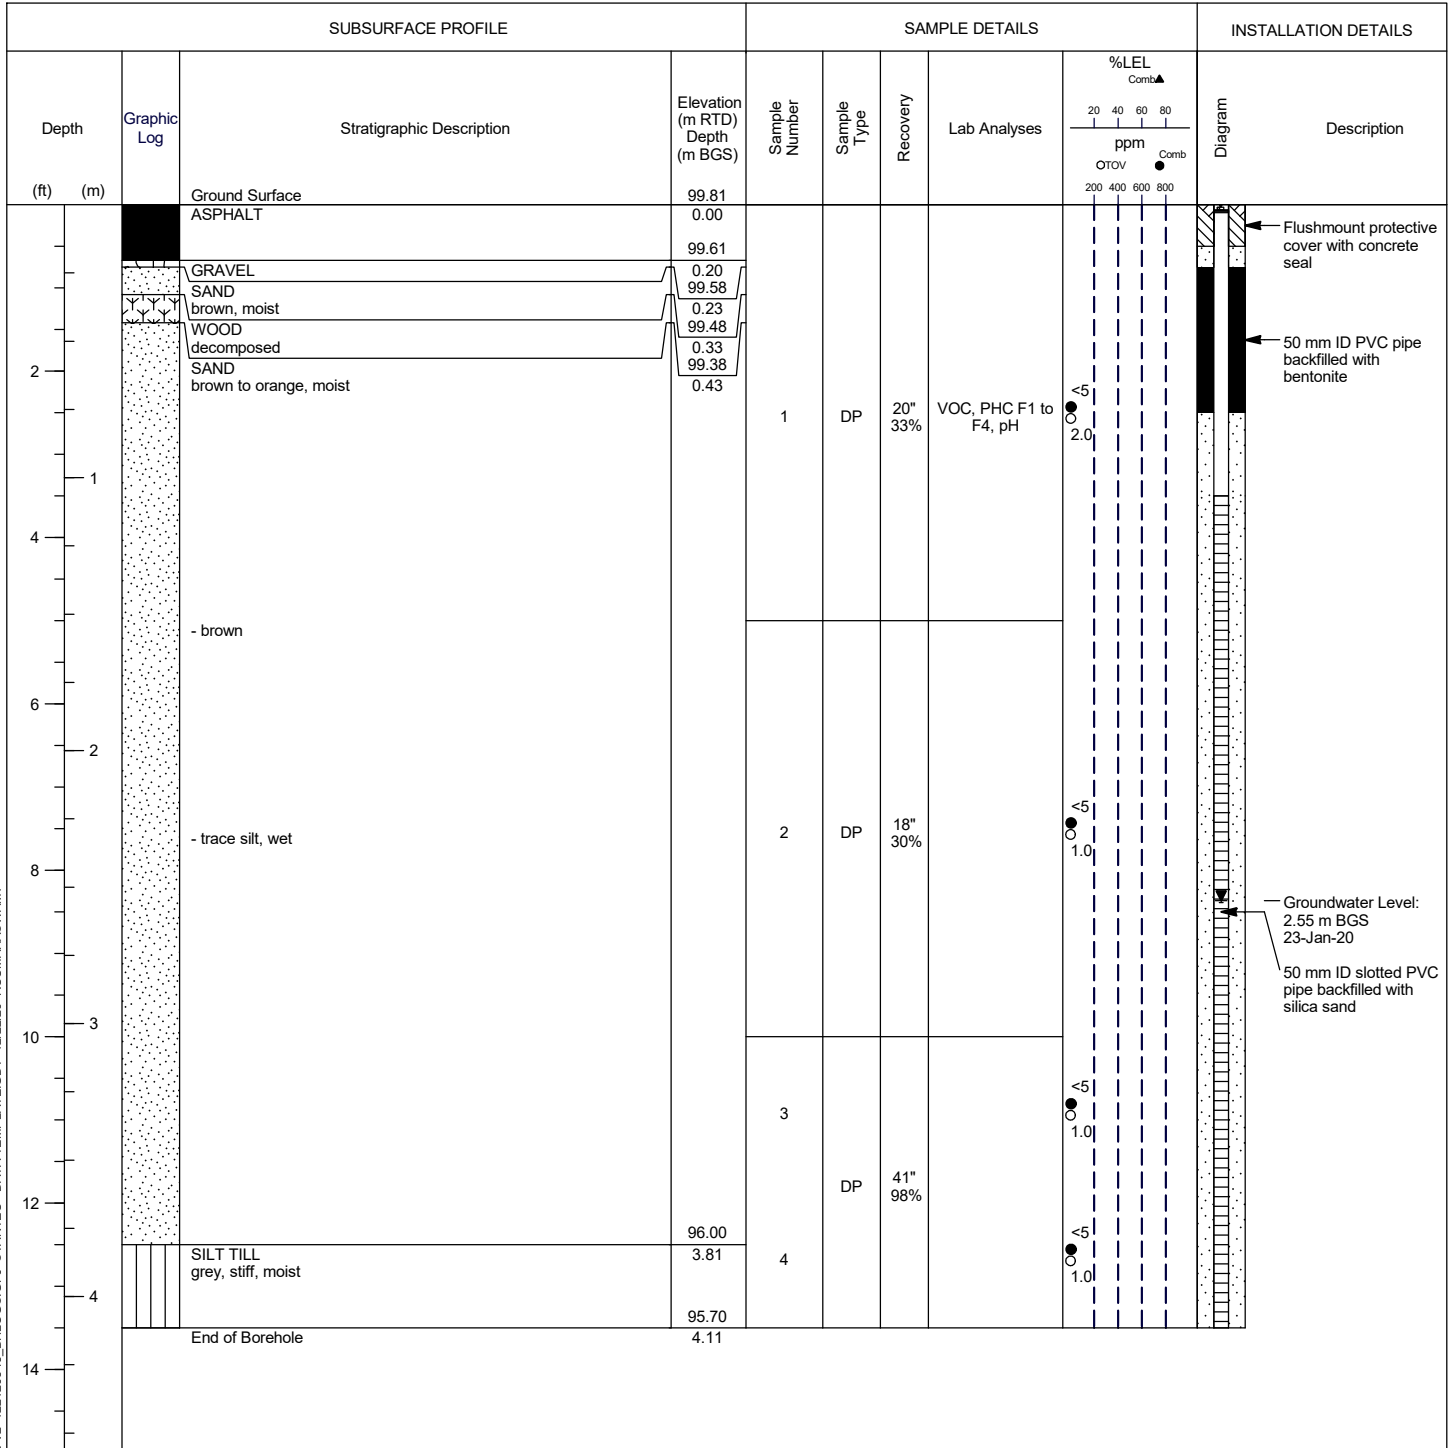 SUBSURFACE PROFILE
SAMPLE DETAILS
INSTALLATION DETAILS
Depth
(ft) (m)
Graphic
Log
Stratigraphic Description
Elevation
(m RTD)
Depth
(m BGS)
Sample
Number
Sample
Type
Recovery
Lab Analyses
%LEL
Comb
20 40 60 80
ppm
TOV
Comb
200 400 600 800
Diagram
Description
Ground Surface 99.81
ASPHALT 0.00
99.61
GRAVEL 0.20
SAND 99.58
brown, moist 0.23
WOOD 99.48
decomposed 0.33
SAND 99.38
brown to orange, moist 0.43
- brown
- trace silt, wet
96.00
SILT TILL 3.81
grey, stiff, moist
95.70
End of Borehole 4.11
2
1
4
6
2
8
3
10
12
4
14
1 DP 20"
33%
VOC, PHC F1 to
F4, pH
<5
2.0
2 DP 18"
30%
<5
1.0
3
<5
1.0
DP 41"
98%
4
<5
1.0
Flushmount protective
cover with concrete
seal
50 mm ID PVC pipe
backfilled with
bentonite
Groundwater Level:
2.55 m BGS
23-Jan-20
50 mm ID slotted PVC
pipe backfilled with
silica sand